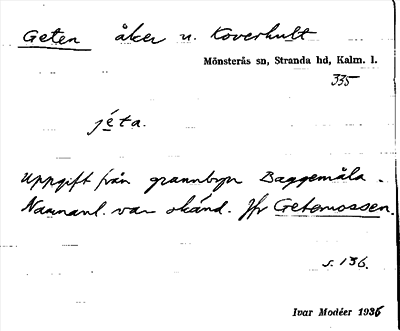 Geten åker u. Koverhult
Mönsterås sn, Stranda hd, Kalm. l.
335
jéta.
Uppgift från grannbyn Baggemåla.
Namnanl. var okänd. Jfr Getemossen.
s. 136.
Ivar Modéer 1936